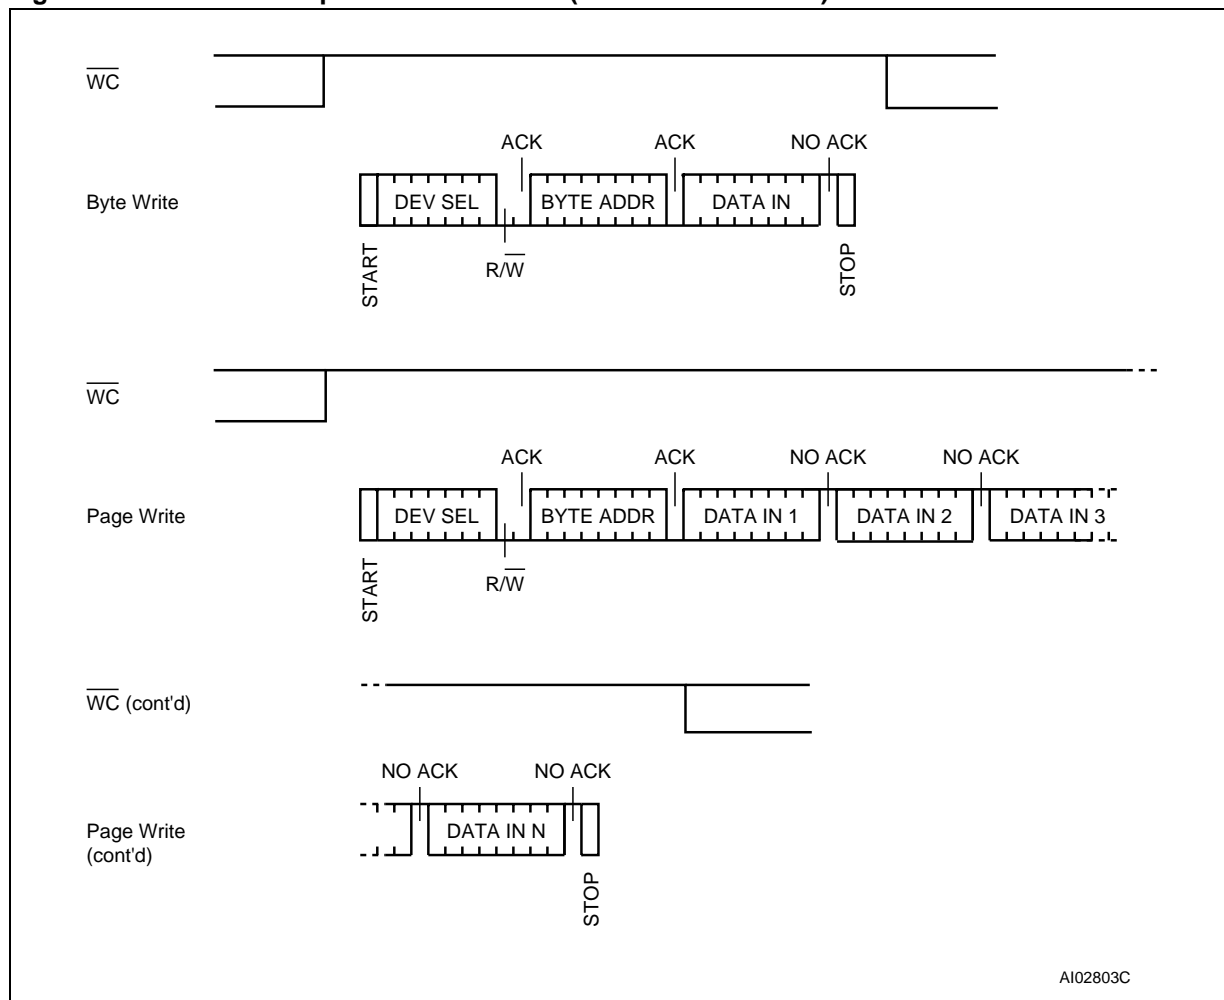 WC
ACK ACK NO ACK
Byte Write DEV SEL BYTE ADDR DATA IN
START R/W STOP
WC
ACK ACK NO ACK NO ACK
Page Write DEV SEL BYTE ADDR DATA IN 1 DATA IN 2 DATA IN 3
START R/W
WC (cont'd)
NO ACK NO ACK
Page Write DATA IN N
(cont'd)
STOP
AI02803C